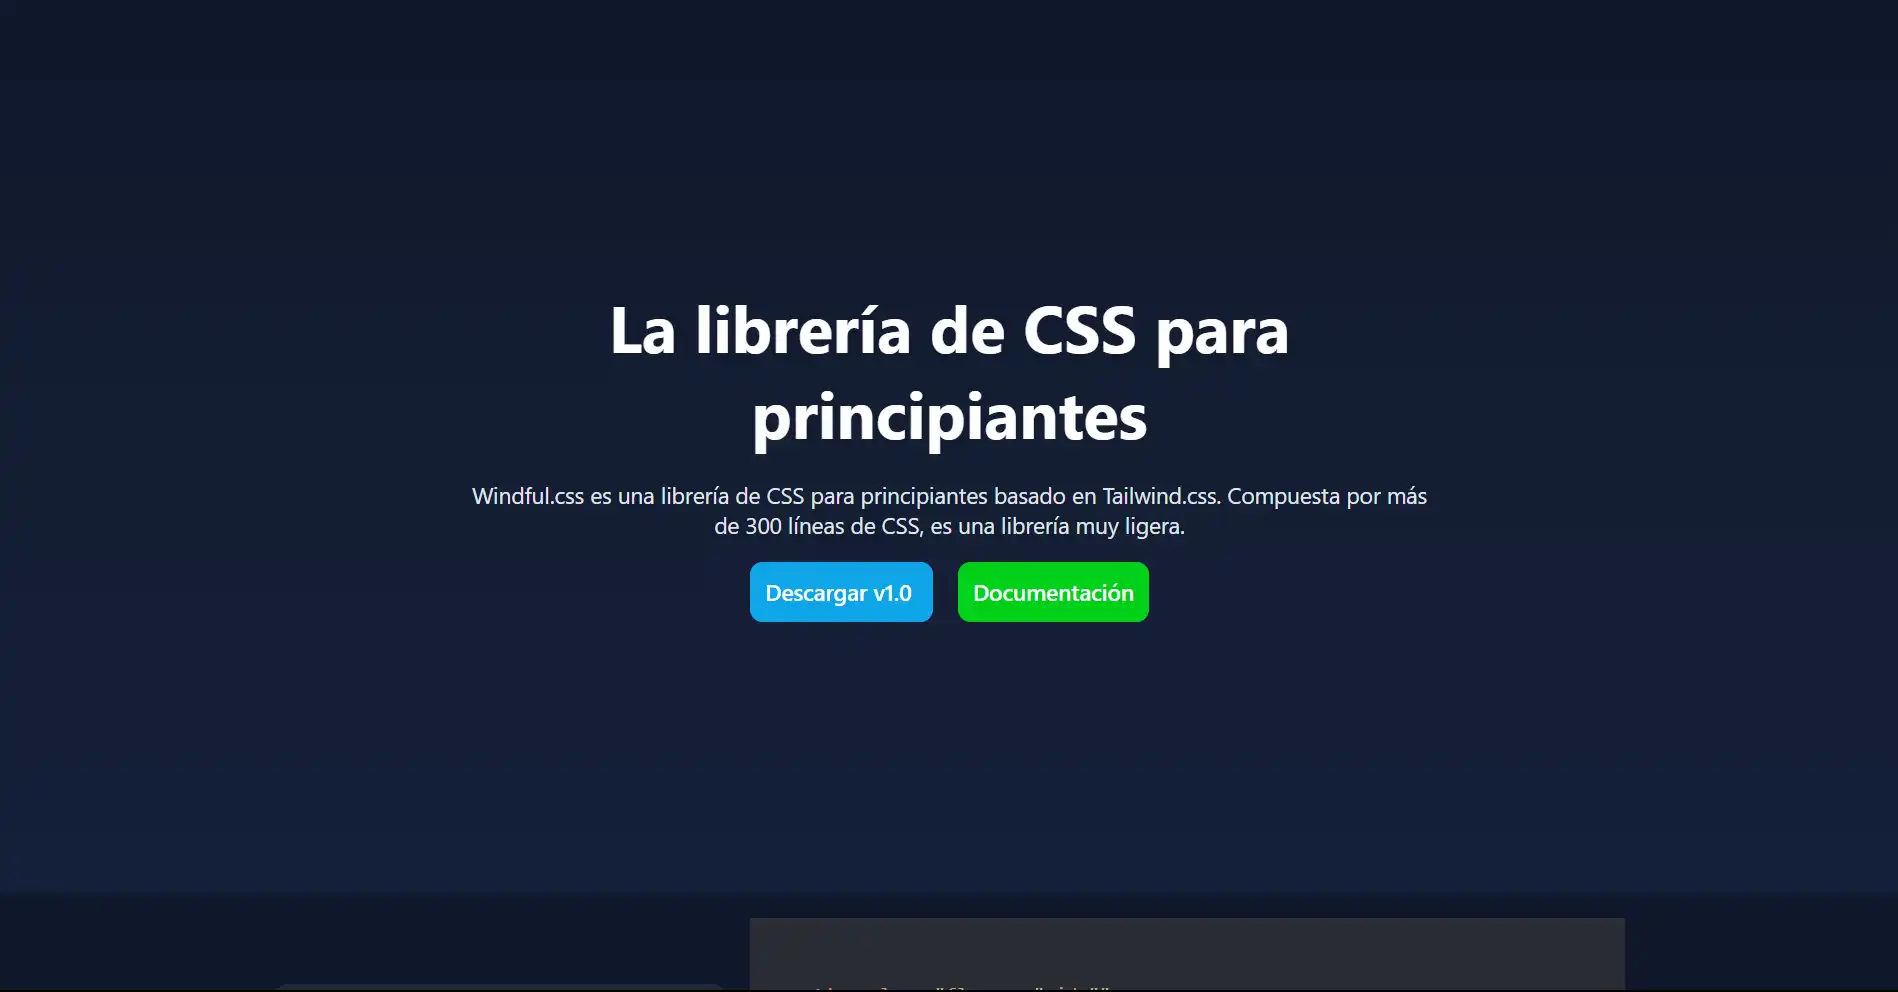 La librería de CSS para
principiantes
Windful.css es una librería de CSS para principiantes basado en Tailwind.css. Compuesta por más
de 300 líneas de CSS, es una librería muy ligera.
Descargar v1.0
Documentación